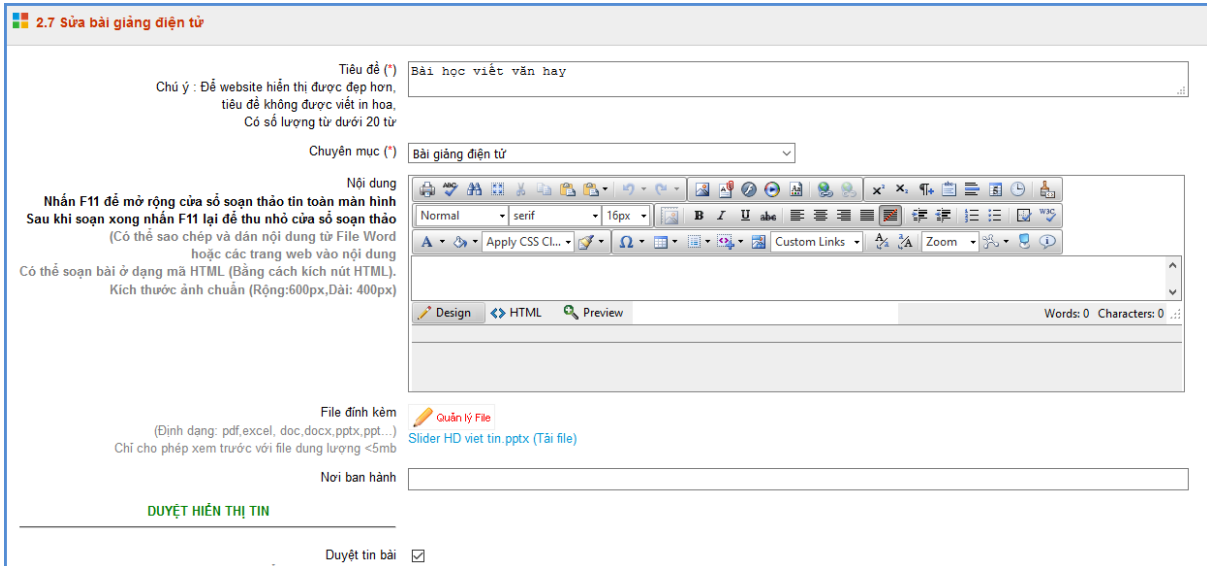 2.7 Sửa bài giảng điện tử
Tiêu đề (*)
Bài học viết văn hay
Chú ý : Để website hiển thị được đẹp hơn,
tiêu đề không được viết in hoa,
Có số lượng từ dưới 20 từ
Chuyên mục (*)
Bài giảng điện tử
Nội dung
Nhấn F11 để mở rộng cửa sổ soạn thảo tin toàn màn hình
Sau khi soạn xong nhấn F11 lại để thu nhỏ cửa sổ soạn thảo
(Có thể sao chép và dán nội dung từ File Word
hoặc các trang web vào nội dung
Có thể soạn bài ở dạng mã HTML (Bằng cách kích nút HTML).
Kích thước ảnh chuẩn (Rộng:600px,Dài: 400px)
Normal serif 16px B I U abc W3C
A Apply CSS Cl... Ω Custom Links Zoom
Design HTML Preview Words: 0 Characters: 0
File đính kèm
Quản lý File
(Định dạng: pdf,excel, doc,docx,pptx,ppt...)
Slider HD viet tin.pptx (Tải file)
Chỉ cho phép xem trước với file dung lượng <5mb
Nơi ban hành
DUYỆT HIỂN THỊ TIN
Duyệt tin bài